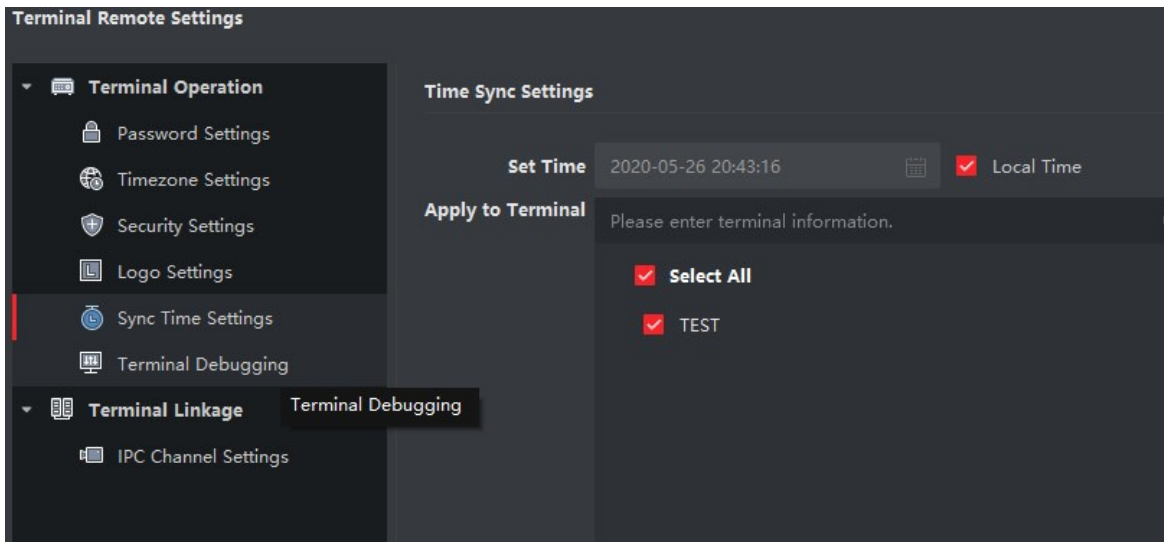 Terminal Remote Settings
Terminal Operation
Password Settings
Timezone Settings
Security Settings
Logo Settings
Sync Time Settings
Terminal Debugging
Terminal Linkage
Terminal Debugging
IPC Channel Settings
Time Sync Settings
Set Time 2020-05-26 20:43:16 Local Time
Apply to Terminal Please enter terminal information.
Select All
TEST